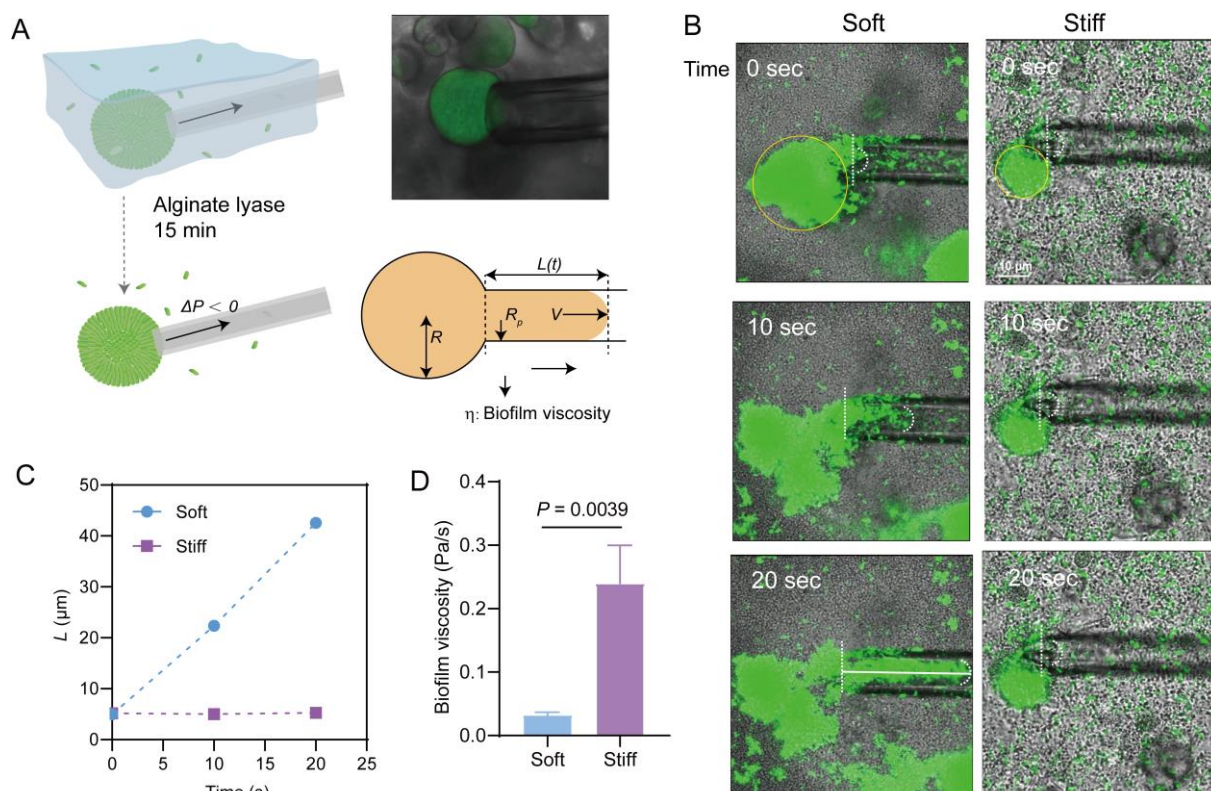 A
Alginate lyase
15 min
ΔP < 0
L(t)
R
Rp
V
η: Biofilm viscosity
B
Soft
Stiff
Time
0 sec
0 sec
10 µm
10 sec
10 sec
20 sec
20 sec
C
50
40
30
20
10
0
L (µm)
Soft
Stiff
0
5
10
15
20
25
D
P = 0.0039
0.4
0.3
0.2
0.1
0.0
Biofilm viscosity (Pa/s)
Soft
Stiff